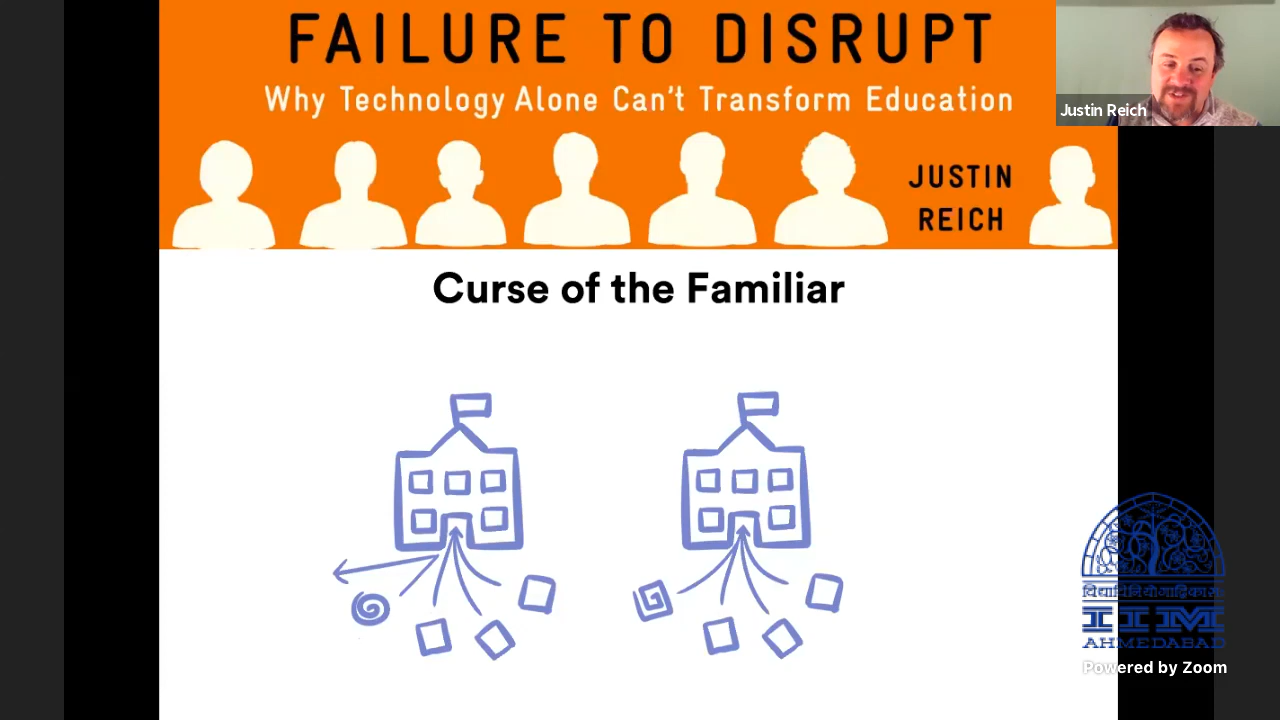 FAILURE TO DISRUPT
Why Technology Alone Can't Transform Education
JUSTIN
REICH
Justin Reich
Curse of the Familiar
विद्याविनियोगाद्विकासः
IIM
AHMEDABAD
Powered by Zoom